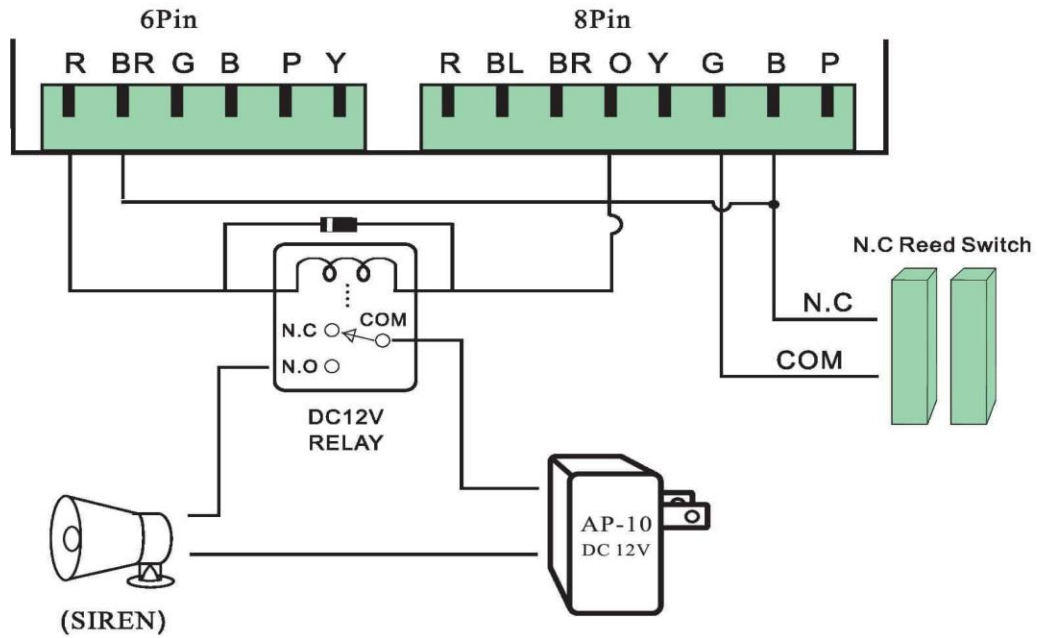 6Pin 8Pin
R BR G B P Y R BL BR O Y G B P
N.C Reed Switch
N.C
COM
N.C COM
N.O
DC12V
RELAY
AP-10
DC 12V
(SIREN)